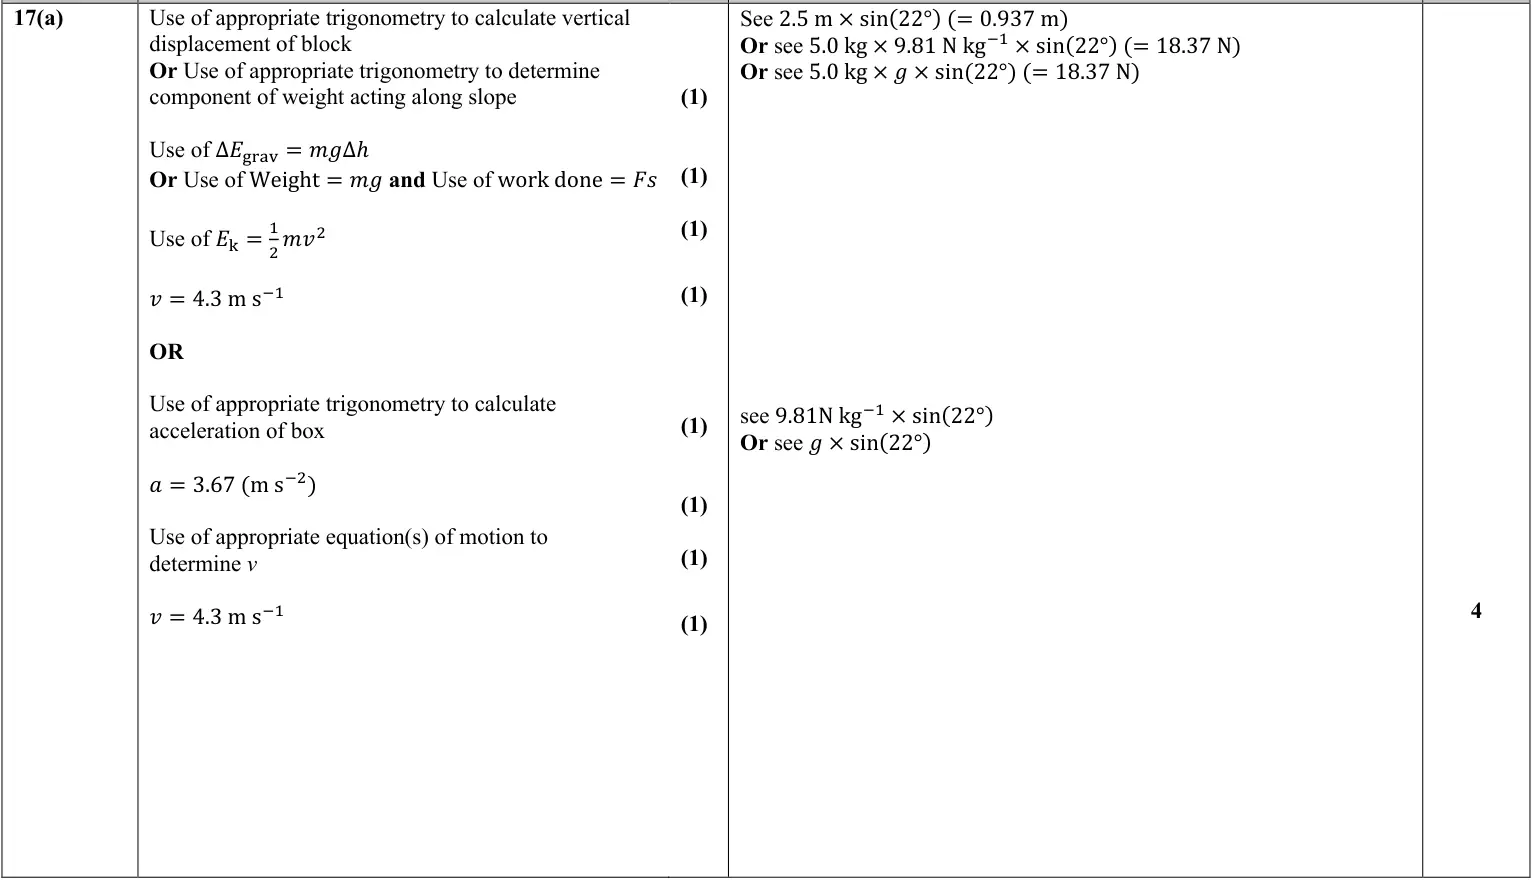 17(a)
Use of appropriate trigonometry to calculate vertical
displacement of block
Or Use of appropriate trigonometry to determine
component of weight acting along slope (1)
Use of ΔE_grav = mgΔh
Or Use of Weight = mg and Use of work done = Fs (1)
Use of E_k = 1/2 mv² (1)
v = 4.3 m s⁻¹ (1)
OR
Use of appropriate trigonometry to calculate
acceleration of box (1)
a = 3.67 (m s⁻²)
(1)
Use of appropriate equation(s) of motion to
determine v (1)
v = 4.3 m s⁻¹ (1)
See 2.5 m × sin(22°) (= 0.937 m)
Or see 5.0 kg × 9.81 N kg⁻¹ × sin(22°) (= 18.37 N)
Or see 5.0 kg × g × sin(22°) (= 18.37 N)
see 9.81N kg⁻¹ × sin(22°)
Or see g × sin(22°)
4